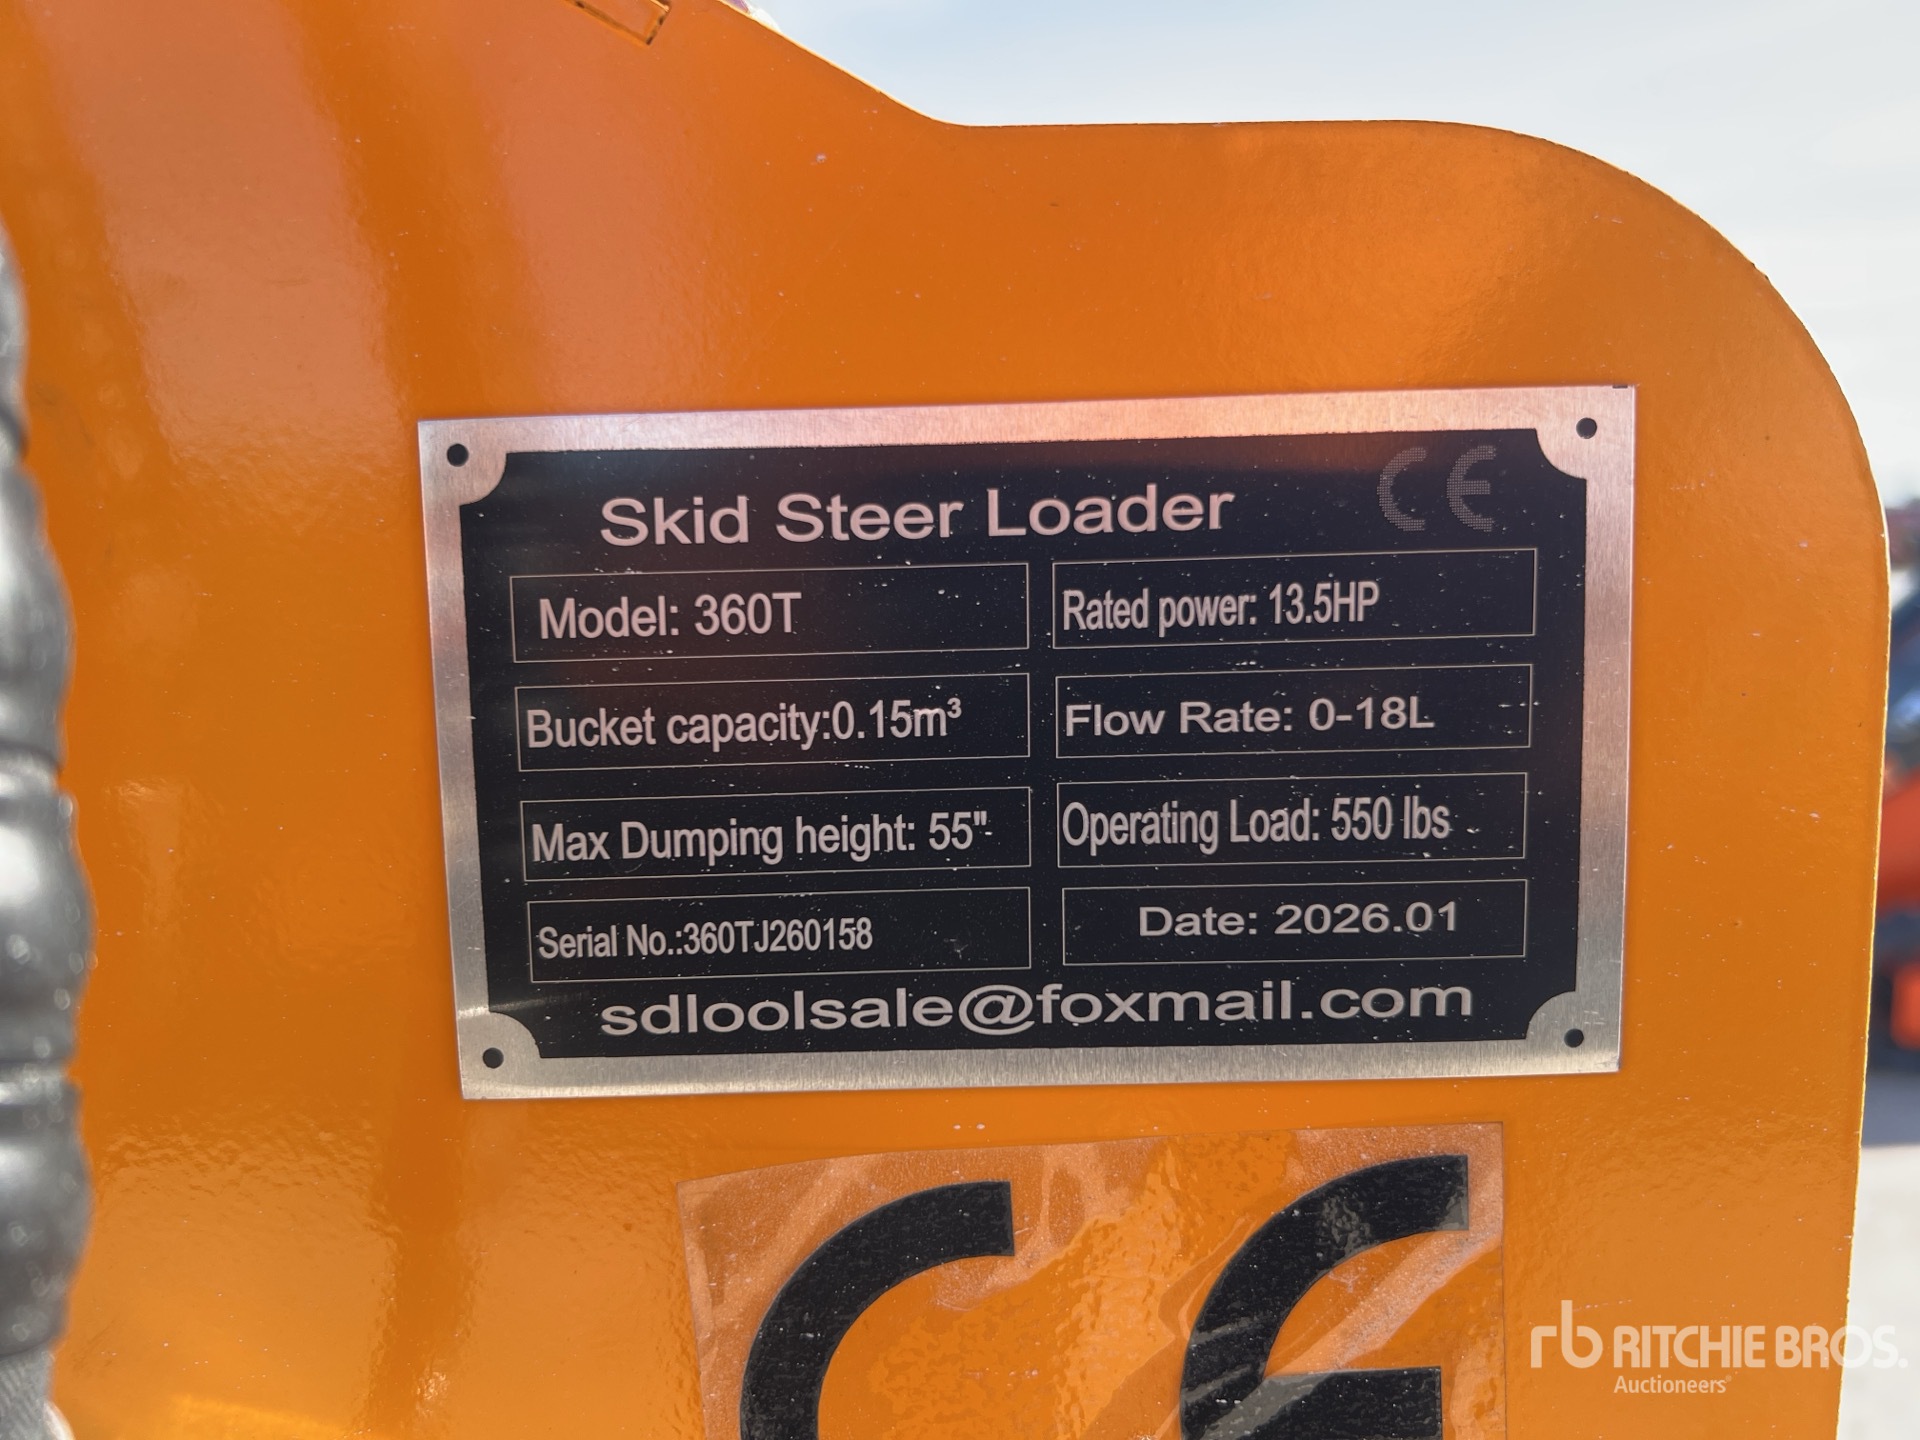 Skid Steer Loader CE
Model: 360T
Rated power: 13.5HP
Bucket capacity:0.15m³
Flow Rate: 0-18L
Max Dumping height: 55"
Operating Load: 550 lbs
Serial No.:360TJ260158
Date: 2026.01
sdloolsale@foxmail.com
CE
rb RITCHIE BROS.
Auctioneers